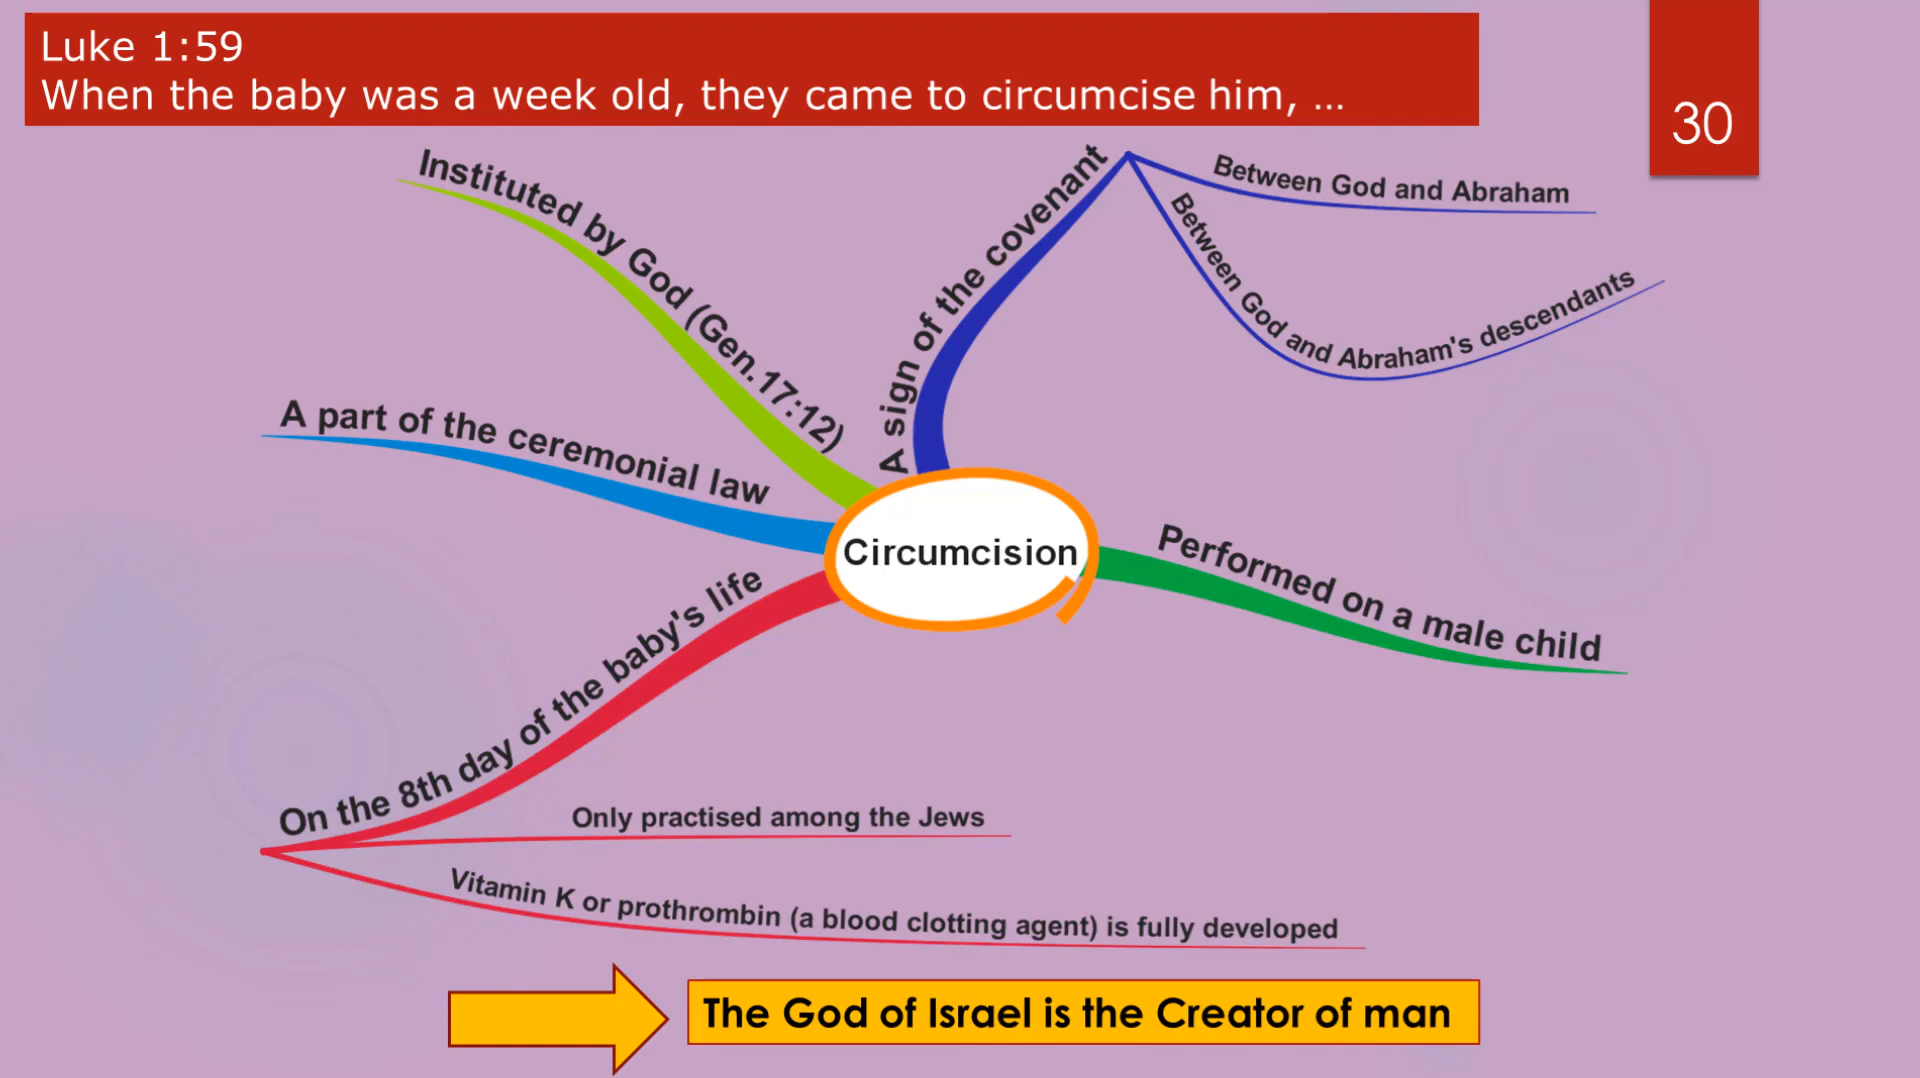 Luke 1:59
When the baby was a week old, they came to circumcise him, ...
30
Instituted by God (Gen.17:12)
A sign of the covenant
Between God and Abraham
Between God and Abraham's descendants
A part of the ceremonial law
Circumcision
Performed on a male child
On the 8th day of the baby's life
Only practised among the Jews
Vitamin K or prothrombin (a blood clotting agent) is fully developed
The God of Israel is the Creator of man